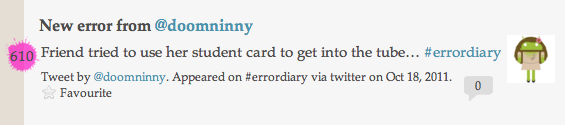 New error from @doomninny
610
Friend tried to use her student card to get into the tube... #errordiary
Tweet by @doomninny. Appeared on #errordiary via twitter on Oct 18, 2011.
0
Favourite